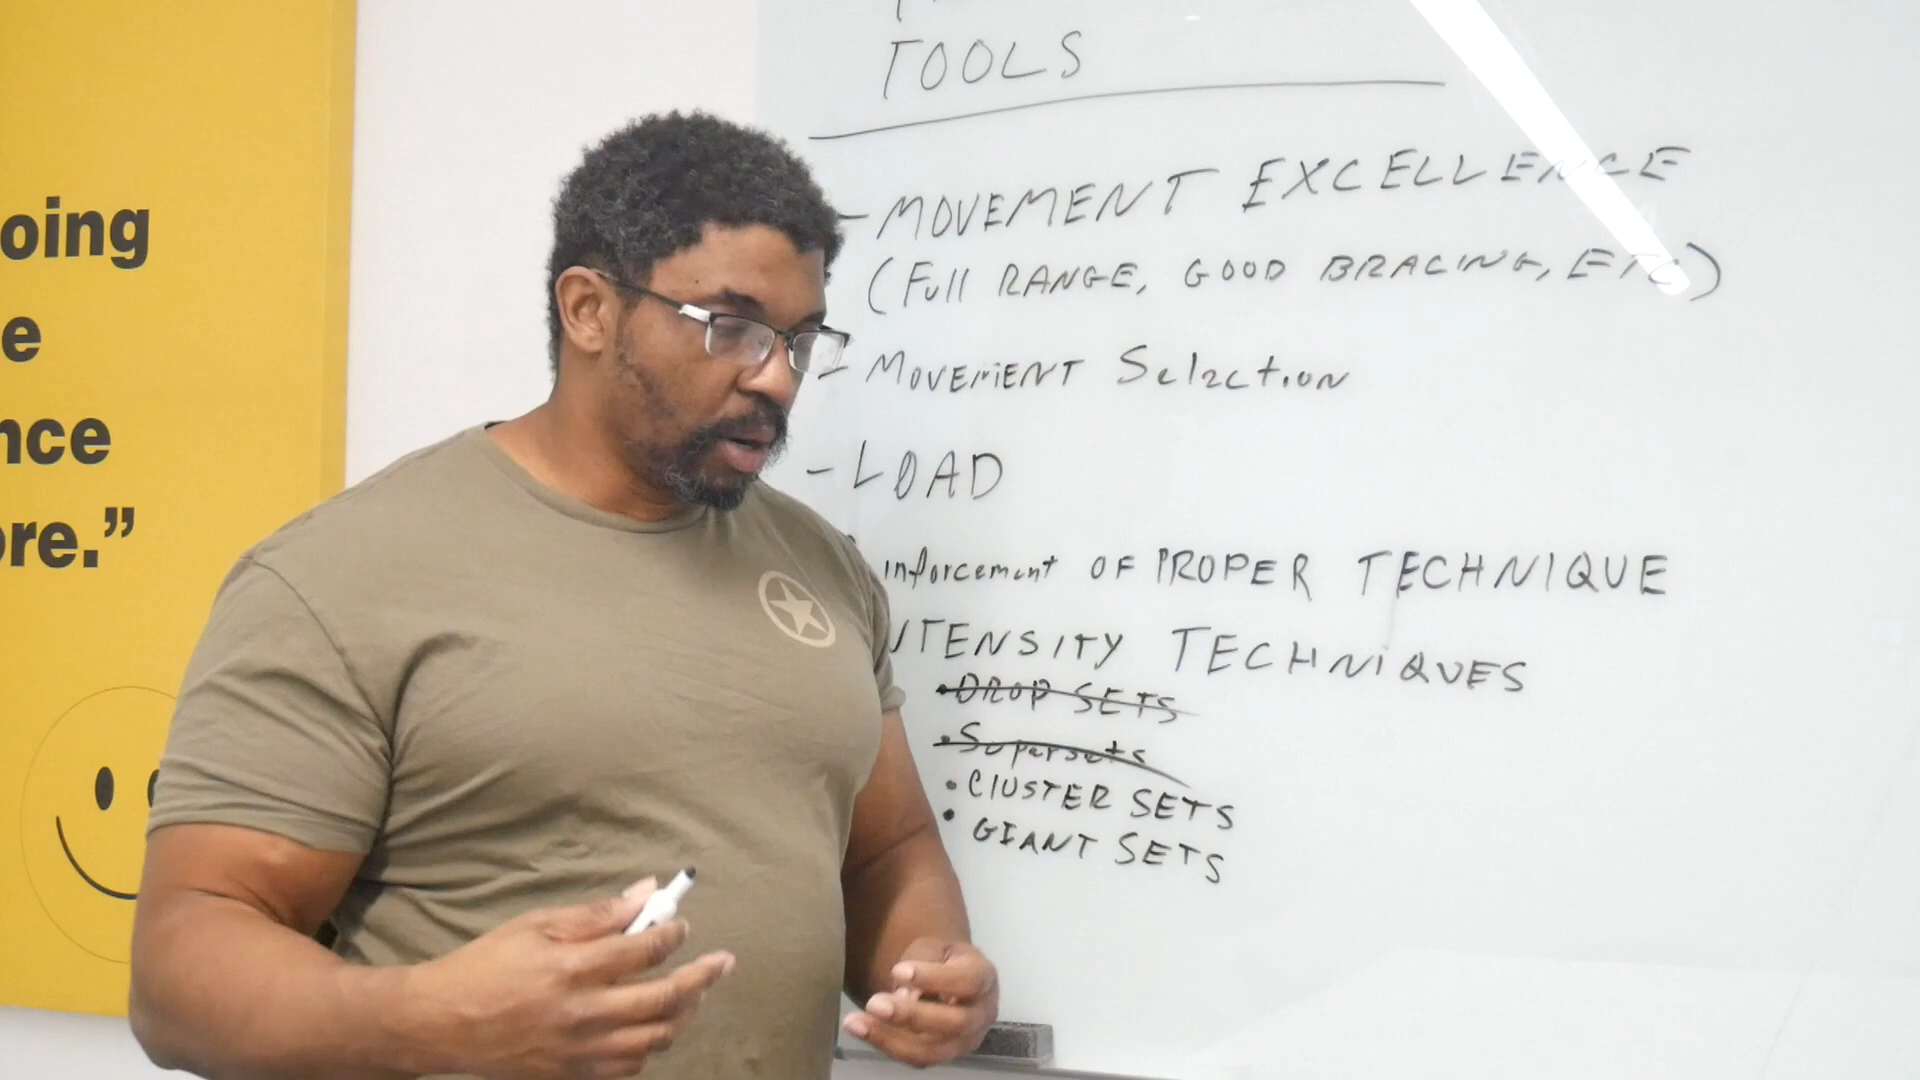 oing
e
nce
ore.”
TOOLS
- MOVEMENT EXCELLENCE
(Full RANGE, GOOD BRACING, ETC)
- MOVEMENT Selection
- LOAD
inforcement OF PROPER TECHNIQUE
NTENSITY TECHNIQUES
• DROP SETS
• Supersets
• CLUSTER SETS
• GIANT SETS